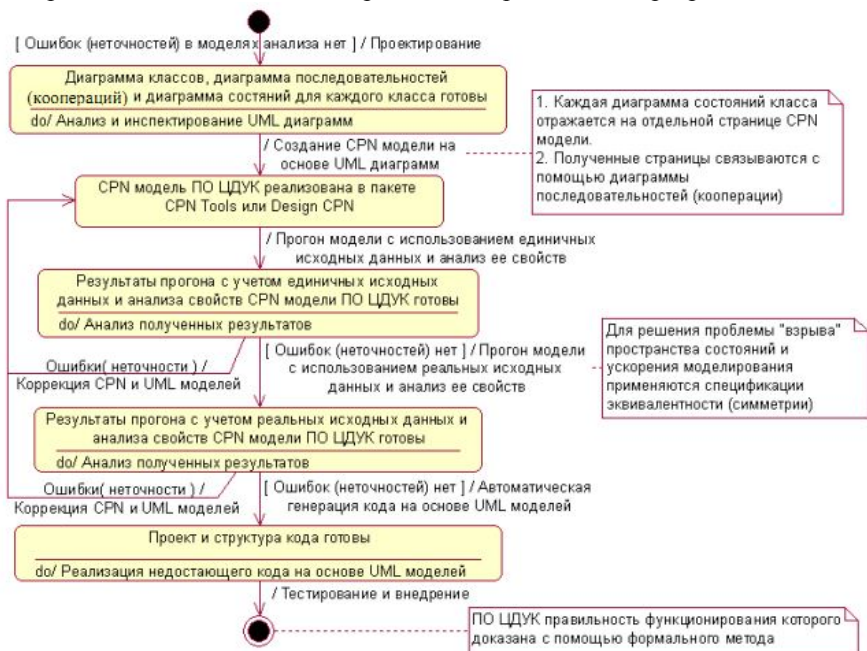 [ Ошибок (неточностей) в моделях анализа нет ] / Проектирование
Диаграмма классов, диаграмма последовательностей
(коопераций) и диаграмма состяний для каждого класса готовы
do/ Анализ и инспектирование UML диаграмм
/ Создание CPN модели на
основе UML диаграмм
1. Каждая диаграмма состояний класса
отражается на отдельной странице CPN
модели.
2. Полученные страницы связываются с
помощью диаграммы
последовательностей (кооперации)
CPN модель ПО ЦДУК реализована в пакете
CPN Tools или Design CPN
/ Прогон модели с использованием единичных
исходных данных и анализ ее свойств
Результаты прогона с учетом единичных исходных
данных и анализа свойств CPN модели ПО ЦДУК готовы
do/ Анализ полученных результатов
Ошибки( неточности ) /
Коррекция CPN и UML моделей
[ Ошибок (неточностей) нет ] / Прогон модели
с использованием реальных исходных
данных и анализ ее свойств
Для решения проблемы "взрыва"
пространства состояний и
ускорения моделирования
применяются спецификации
эквивалентности (симметрии)
Результаты прогона с учетом реальных исходных данных и
анализа свойств CPN модели ПО ЦДУК готовы
do/ Анализ полученных результатов
Ошибки( неточности ) /
Коррекция CPN и UML моделей
[ Ошибок (неточностей) нет ] / Автоматическая
генерация кода на основе UML моделей
Проект и структура кода готовы
do/ Реализация недостающего кода на основе UML моделей
/ Тестирование и внедрение
ПО ЦДУК правильность функционирования которого
доказана с помощью формального метода